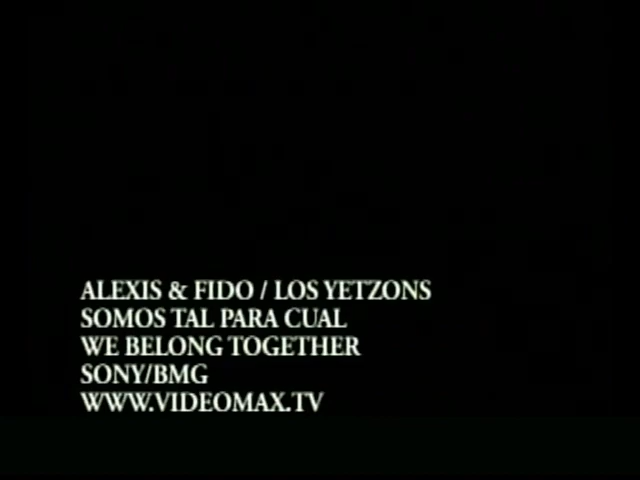 ALEXIS & FIDO / LOS YETZONS
SOMOS TAL PARA CUAL
WE BELONG TOGETHER
SONY/BMG
WWW.VIDEOMAX.TV